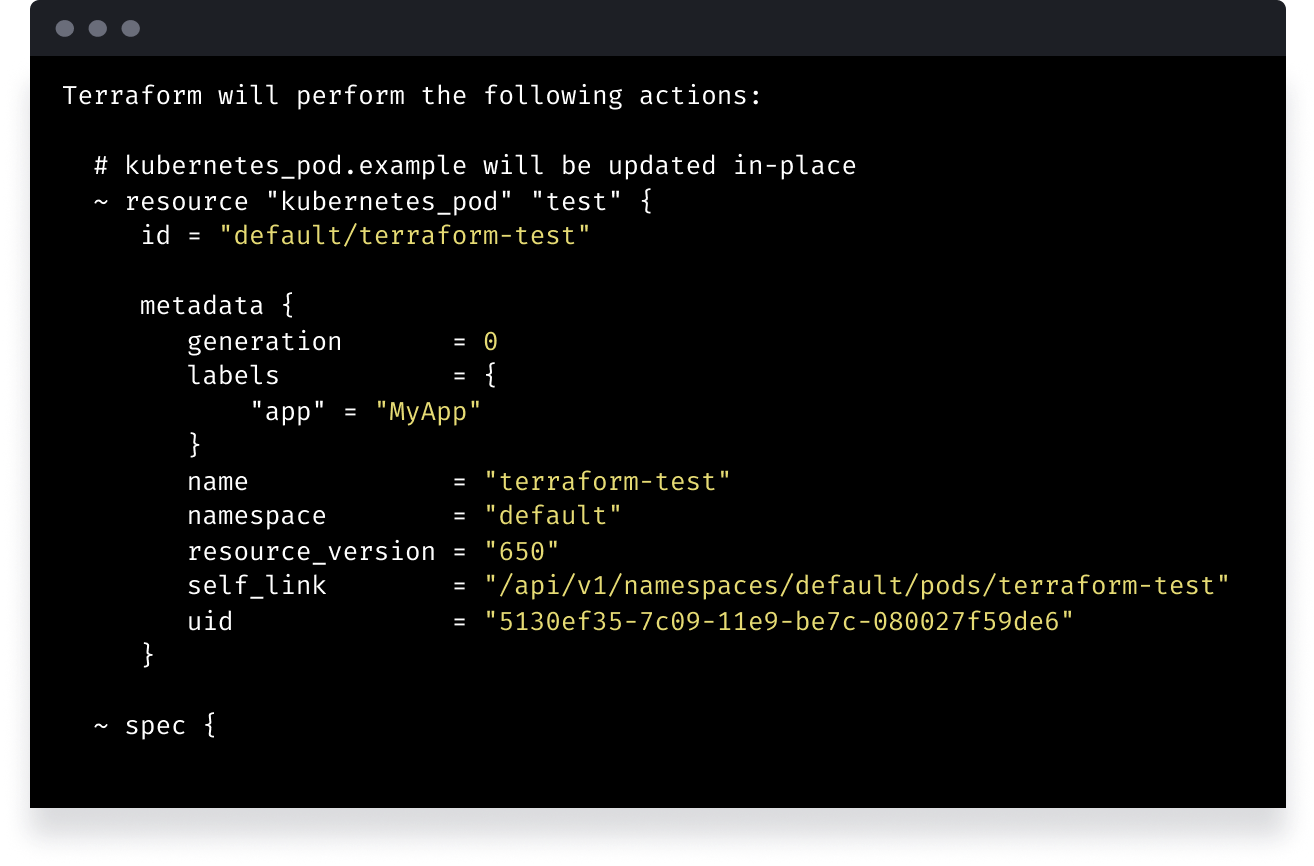 Terraform will perform the following actions:
# kubernetes_pod.example will be updated in-place
~ resource "kubernetes_pod" "test" {
id = "default/terraform-test"
metadata {
generation = 0
labels = {
"app" = "MyApp"
}
name = "terraform-test"
namespace = "default"
resource_version = "650"
self_link = "/api/v1/namespaces/default/pods/terraform-test"
uid = "5130ef35-7c09-11e9-be7c-080027f59de6"
}
~ spec {